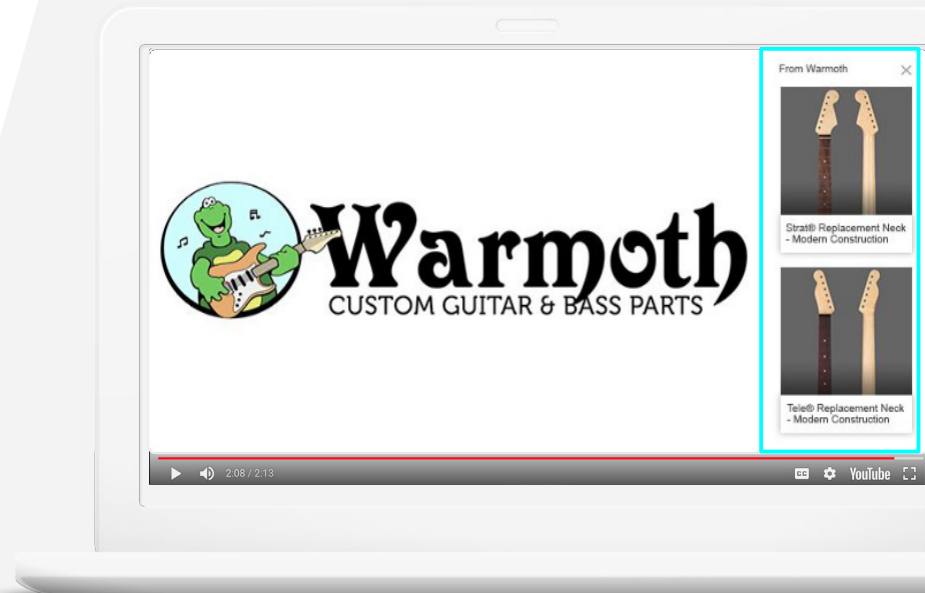 Warmoth
CUSTOM GUITAR & BASS PARTS
From Warmoth
Strat® Replacement Neck
- Modern Construction
Tele® Replacement Neck
- Modern Construction
2:08 / 2:13
CC
YouTube